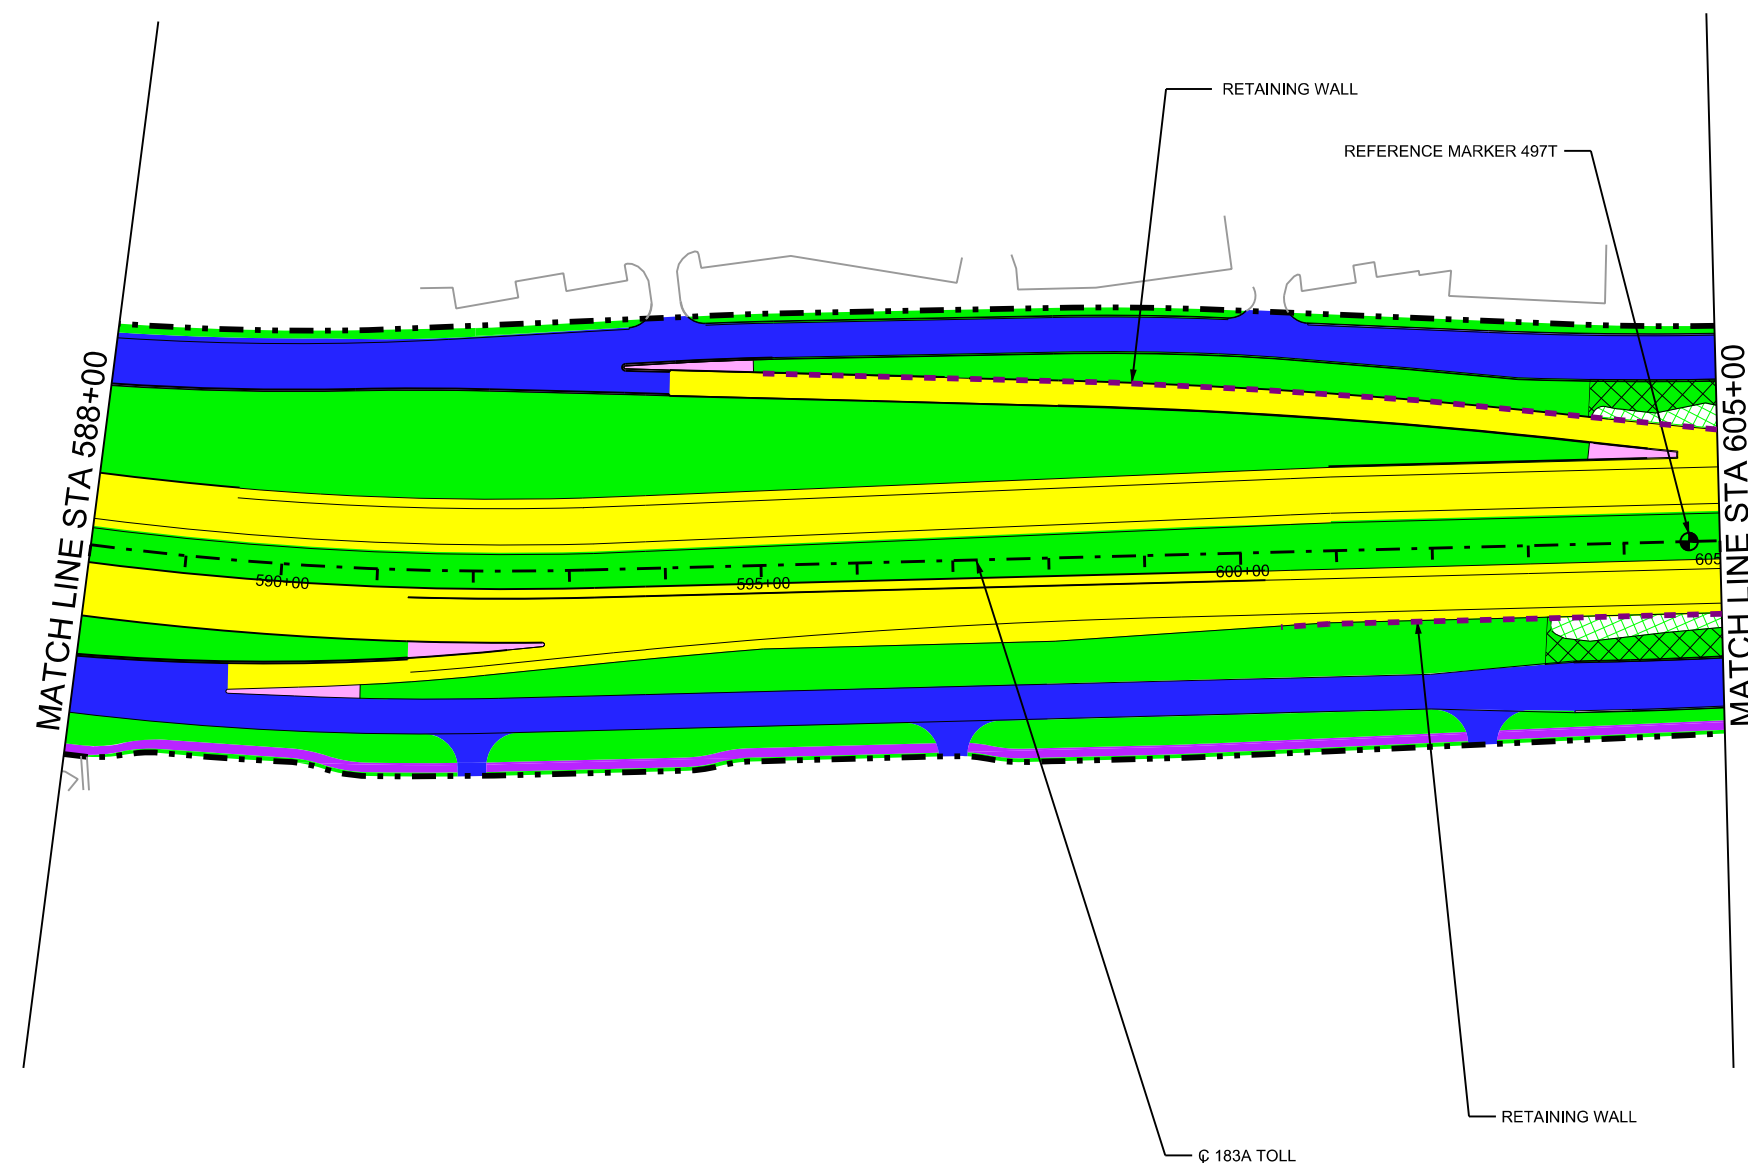 RETAINING WALL
REFERENCE MARKER 497T
MATCH LINE STA 588+00
MATCH LINE STA 605+00
590+00
595+00
600+00
605
RETAINING WALL
℄ 183A TOLL